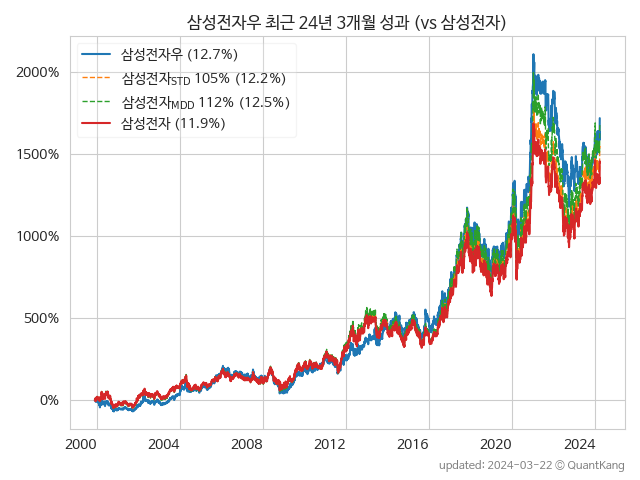 삼성전자우 최근 24년 3개월 성과 (vs 삼성전자)
삼성전자우 (12.7%)
삼성전자STD 105% (12.2%)
삼성전자MDD 112% (12.5%)
삼성전자 (11.9%)
2000%
1500%
1000%
500%
0%
2000 2004 2008 2012 2016 2020 2024
updated: 2024-03-22 © QuantKang